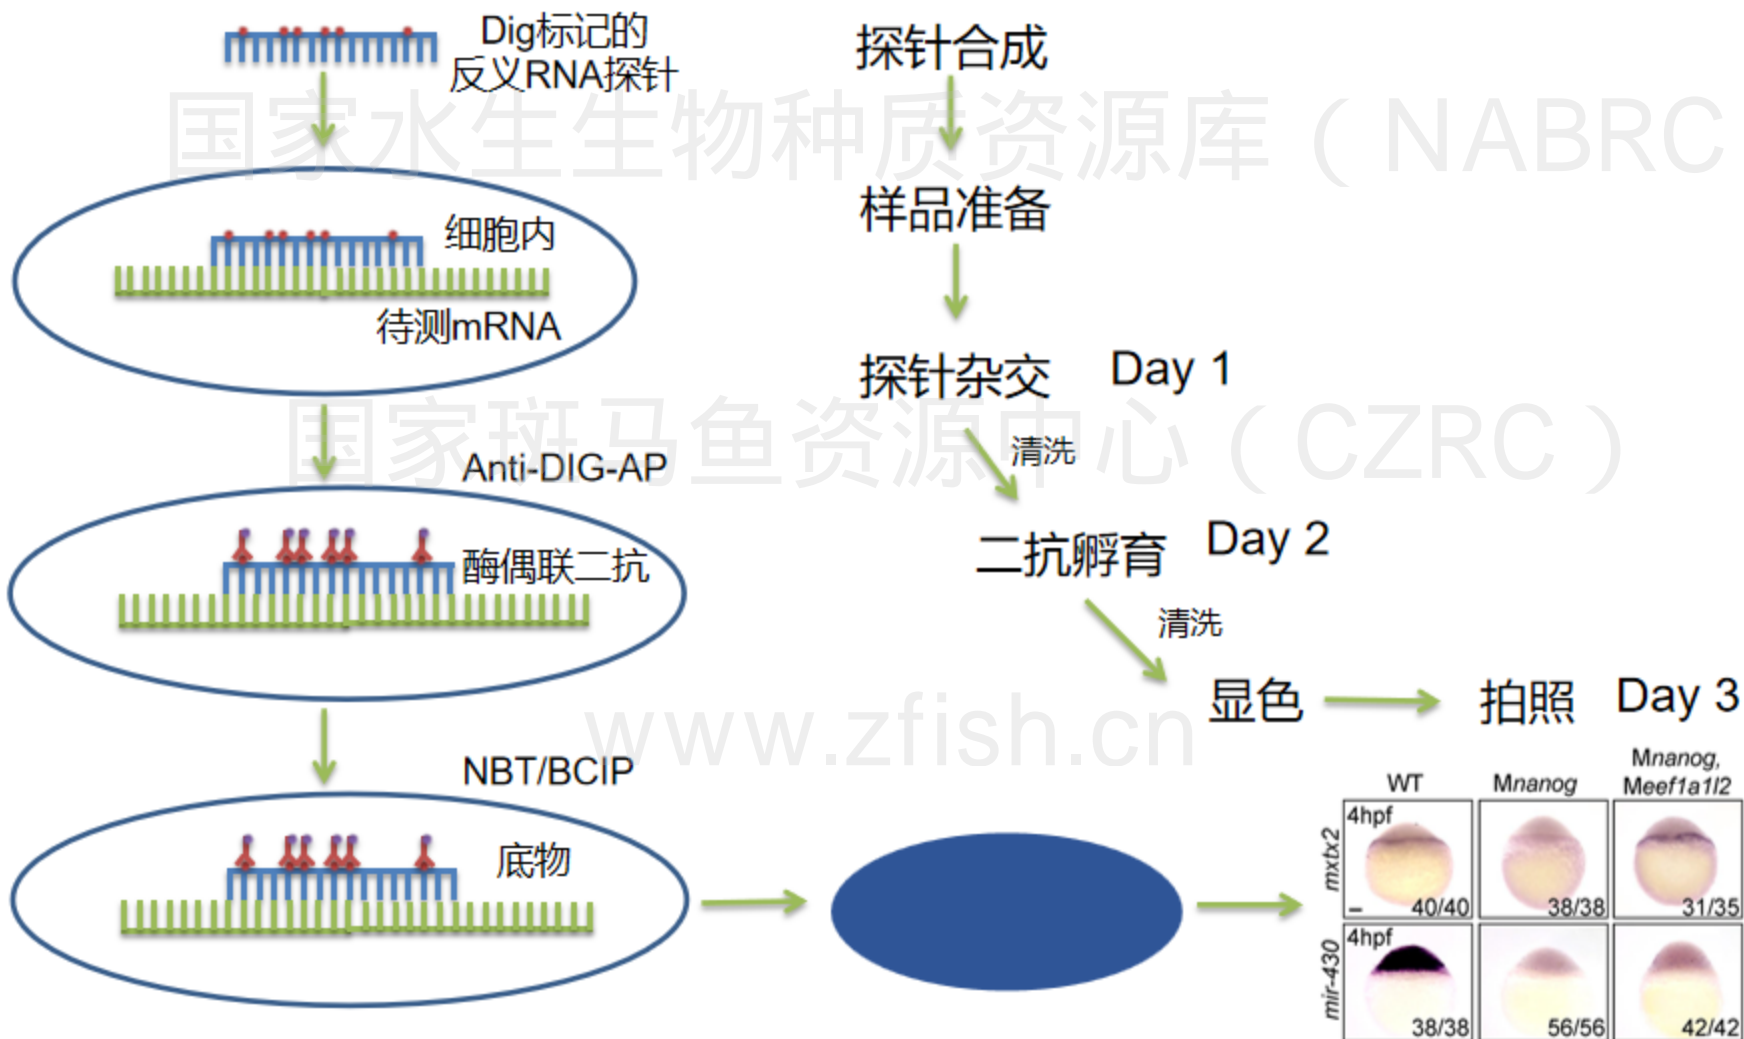 Dig标记的
反义RNA探针
细胞内
待测mRNA
Anti-DIG-AP
酶偶联二抗
NBT/BCIP
底物
探针合成
样品准备
探针杂交 Day 1
清洗
二抗孵育 Day 2
清洗
显色 拍照 Day 3
WT Mnanog Mnanog,
Meef1a1l2
mxtx2
4hpf
40/40 38/38 31/35
mir-430
4hpf
38/38 56/56 42/42
国家水生生物种质资源库（NABRC
国家斑马鱼资源中心（CZRC）
www.zfish.cn